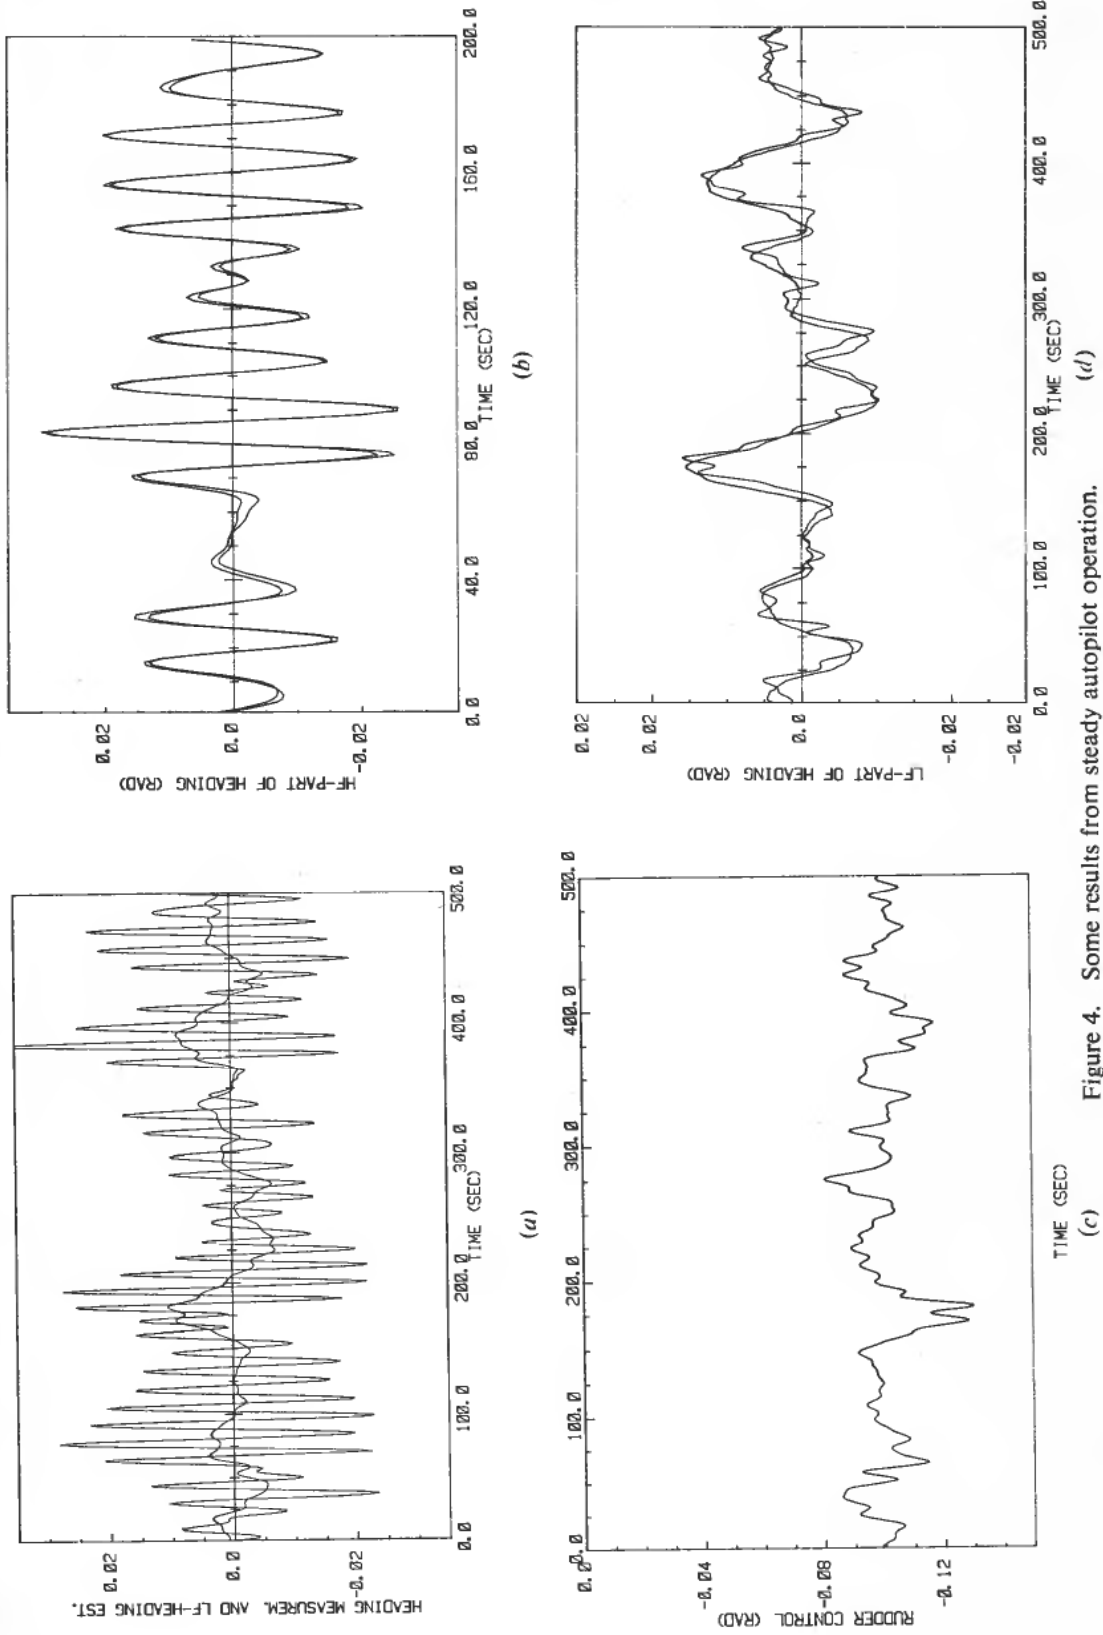 0.02
0.0
-0.02
HEADING MEASUREM. AND LF-HEADING EST.
0.0
100.0
200.0
300.0
400.0
500.0
TIME (SEC)
(a)
0.02
0.0
-0.02
HF-PART OF HEADING (RAD)
0.0
40.0
80.0
120.0
160.0
200.0
TIME (SEC)
(b)
0.0
-0.04
-0.08
-0.12
RUDDER CONTROL (RAD)
0.0
100.0
200.0
300.0
400.0
500.0
TIME (SEC)
(c)
0.02
0.0
-0.02
-0.02
LF-PART OF HEADING (RAD)
0.0
100.0
200.0
300.0
400.0
500.0
TIME (SEC)
(d)
Figure 4. Some results from steady autopilot operation.